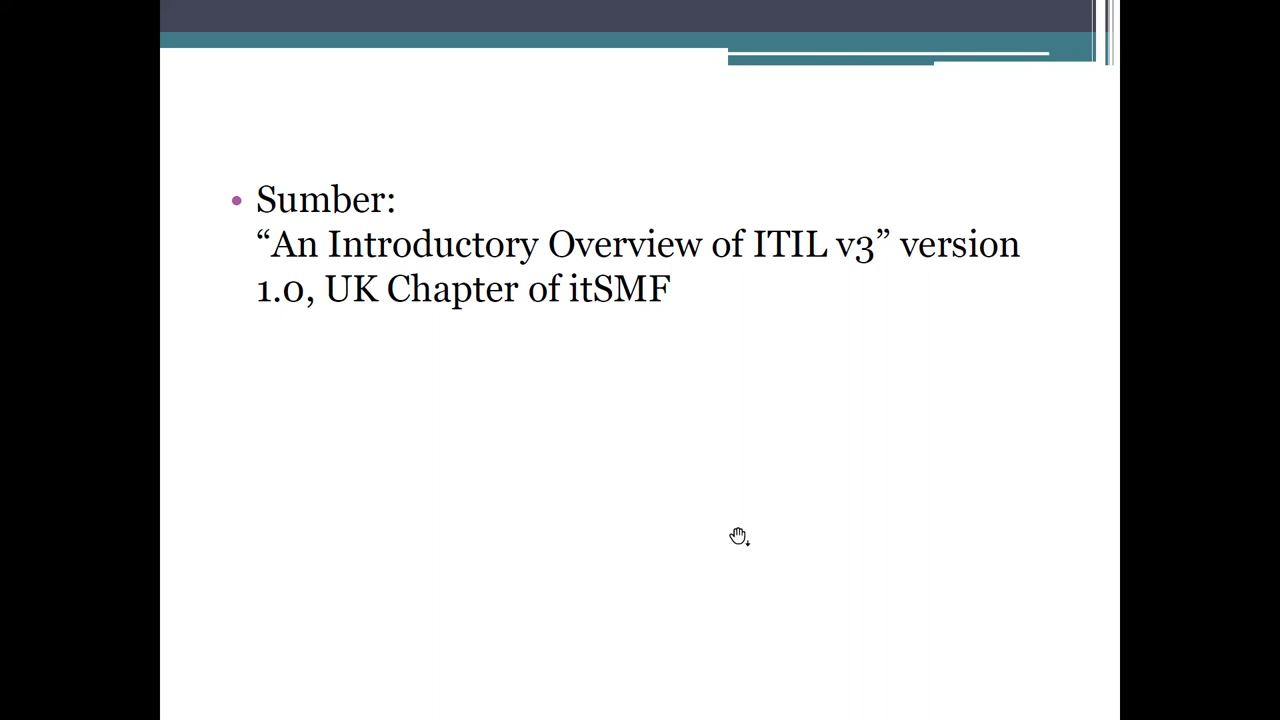 • Sumber:
“An Introductory Overview of ITIL v3” version
1.0, UK Chapter of itSMF